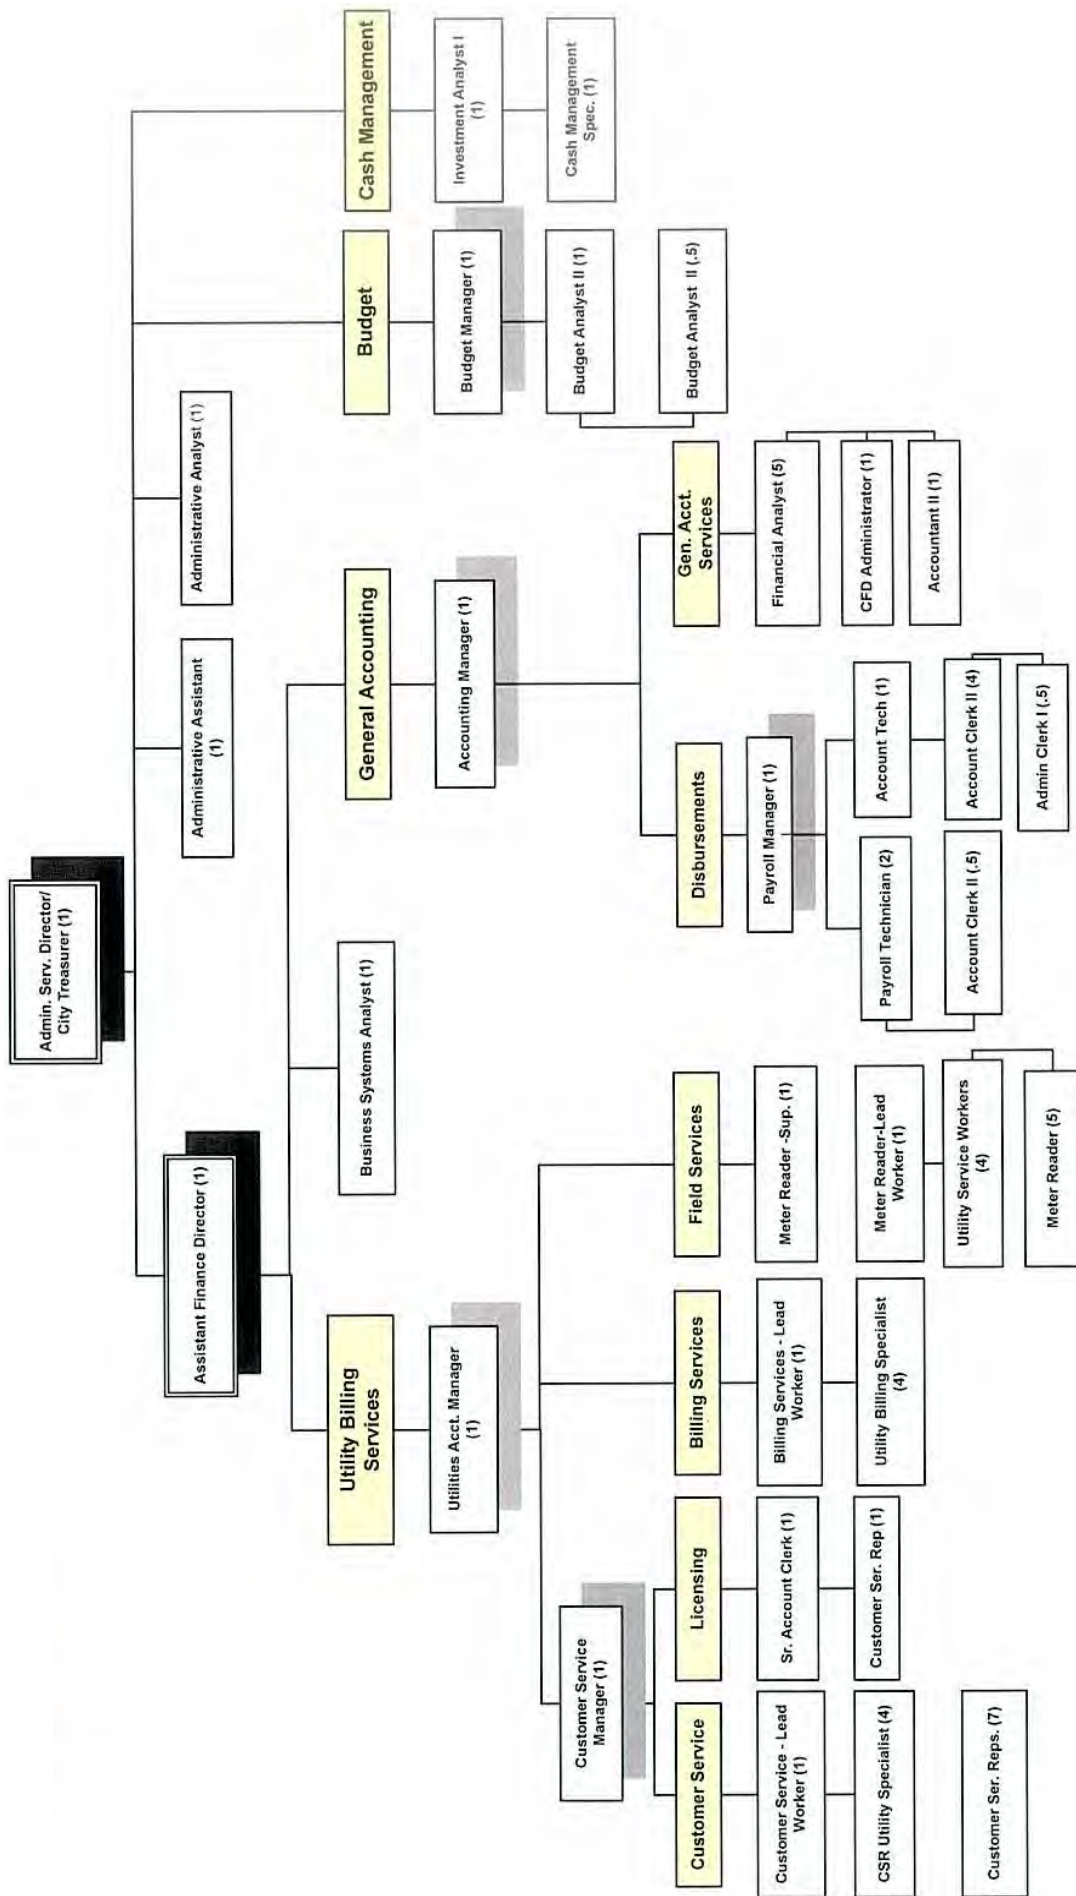 Admin. Serv. Director/
City Treasurer (1)
Assistant Finance Director (1)
Administrative Assistant
(1)
Administrative Analyst (1)
Utility Billing
Services
Business Systems Analyst (1)
General Accounting
Budget
Cash Management
Utilities Acct. Manager
(1)
Accounting Manager (1)
Budget Manager (1)
Investment Analyst I
(1)
Customer Service
Manager (1)
Budget Analyst II (1)
Cash Management
Spec. (1)
Customer Service
Licensing
Billing Services
Field Services
Disbursements
Gen. Acct.
Services
Budget Analyst II (.5)
Customer Service - Lead
Worker (1)
Sr. Account Clerk (1)
Billing Services - Lead
Worker (1)
Meter Reader -Sup. (1)
Payroll Manager (1)
Financial Analyst (5)
CSR Utility Specialist (4)
Customer Ser. Rep (1)
Utility Billing Specialist
(4)
Meter Reader-Lead
Worker (1)
Payroll Technician (2)
Account Tech (1)
CFD Administrator (1)
Customer Ser. Reps. (7)
Utility Service Workers
(4)
Account Clerk II (.5)
Account Clerk II (4)
Accountant II (1)
Meter Reader (5)
Admin Clerk I (.5)